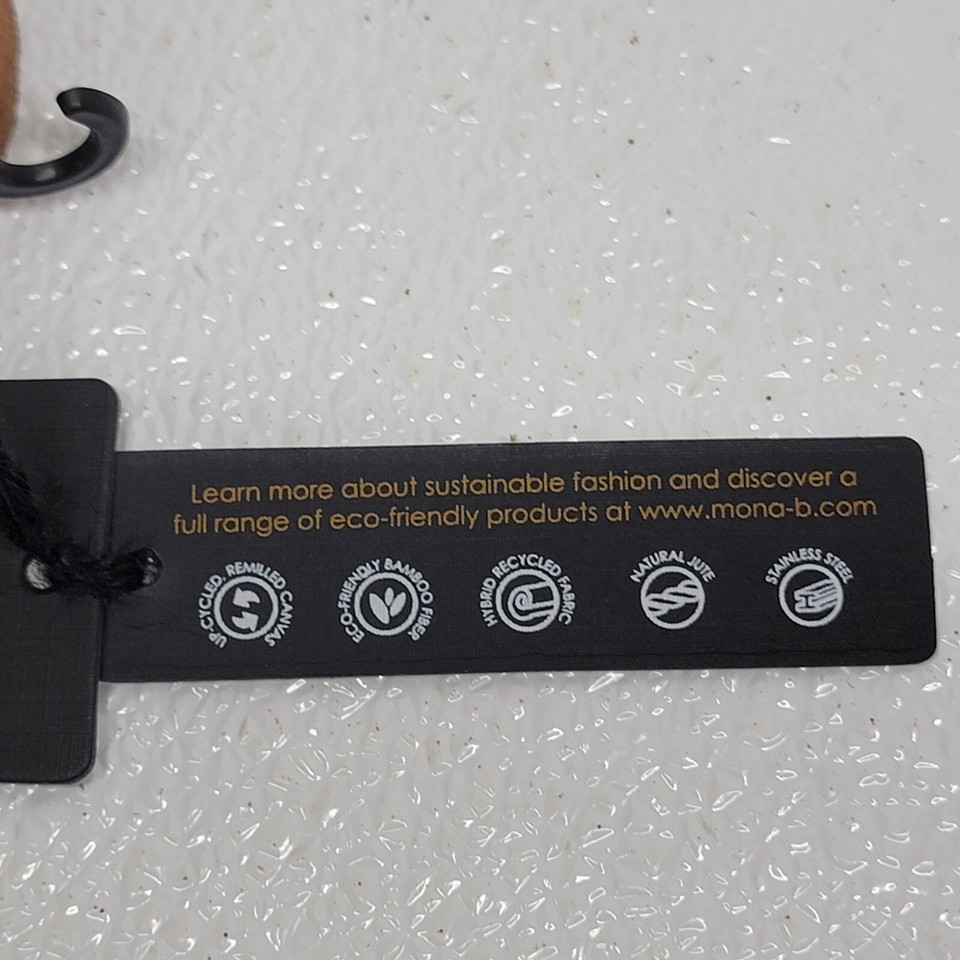 Learn more about sustainable fashion and discover a
full range of eco-friendly products at www.mona-b.com
UP-CYCLED, REMILLED CANVAS
ECO-FRIENDLY BAMBOO FIBER
HYBRID RECYCLED FABRIC
NATURAL JUTE
STAINLESS STEEL